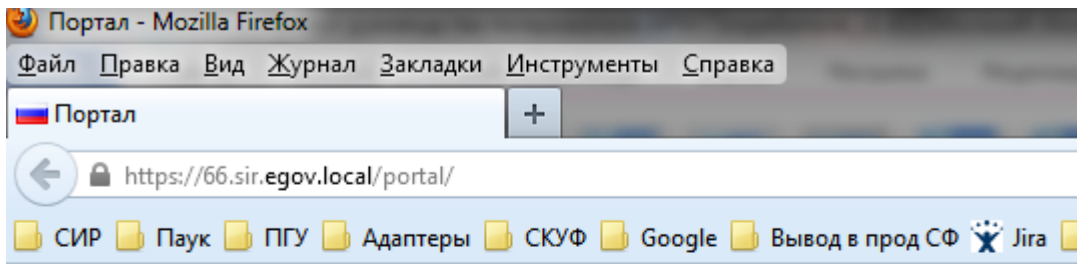 Портал - Mozilla Firefox
Файл Правка Вид Журнал Закладки Инструменты Справка
Портал +
https://66.sir.egov.local/portal/
СИР Паук ПГУ Адаптеры СКУФ Google Вывод в прод СФ Jira